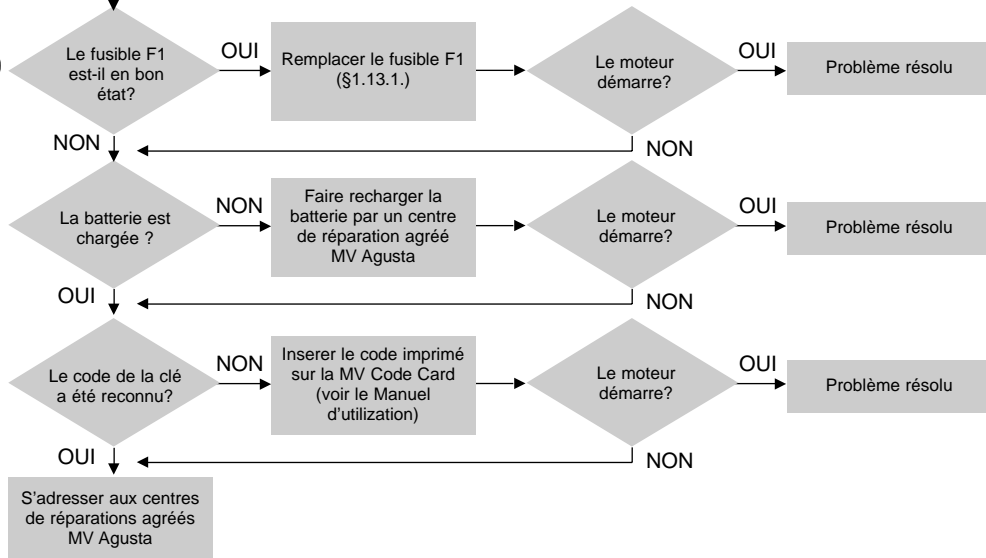 Le fusible F1
est-il en bon
état?
OUI
Remplacer le fusible F1
(§1.13.1.)
Le moteur
démarre?
OUI
Problème résolu
NON
NON
La batterie est
chargée ?
NON
Faire recharger la
batterie par un centre
de réparation agréé
MV Agusta
Le moteur
démarre?
OUI
Problème résolu
OUI
NON
Le code de la clé
a été reconnu?
NON
Inserer le code imprimé
sur la MV Code Card
(voir le Manuel
d'utilization)
Le moteur
démarre?
OUI
Problème résolu
OUI
NON
S'adresser aux centres
de réparations agréés
MV Agusta